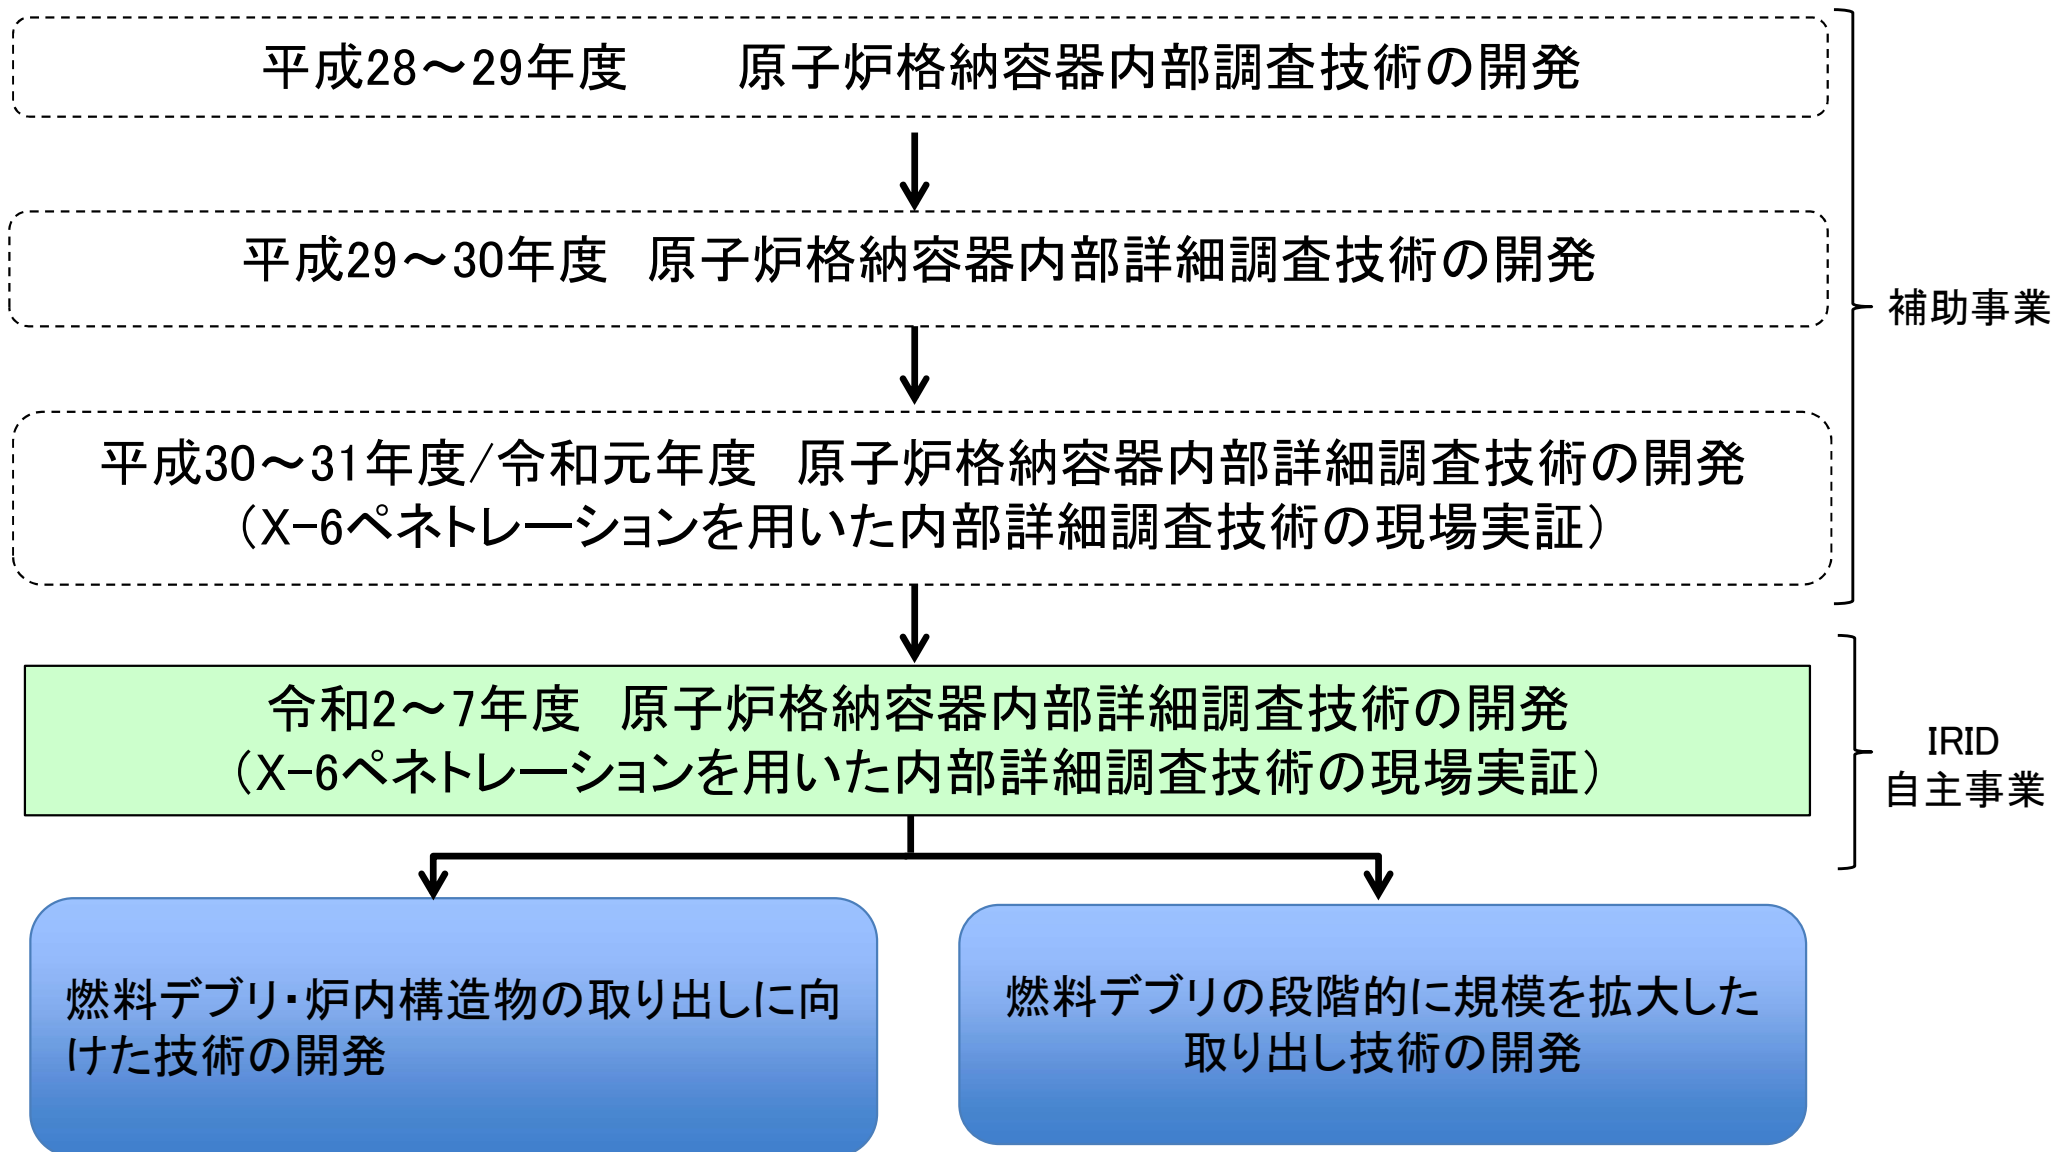 平成28～29年度　　原子炉格納容器内部調査技術の開発
平成29～30年度　原子炉格納容器内部詳細調査技術の開発
補助事業
平成30～31年度/令和元年度　原子炉格納容器内部詳細調査技術の開発
（X-6ペネトレーションを用いた内部詳細調査技術の現場実証）
令和2～7年度　原子炉格納容器内部詳細調査技術の開発
（X-6ペネトレーションを用いた内部詳細調査技術の現場実証）
IRID
自主事業
燃料デブリ・炉内構造物の取り出しに向
けた技術の開発
燃料デブリの段階的に規模を拡大した
取り出し技術の開発